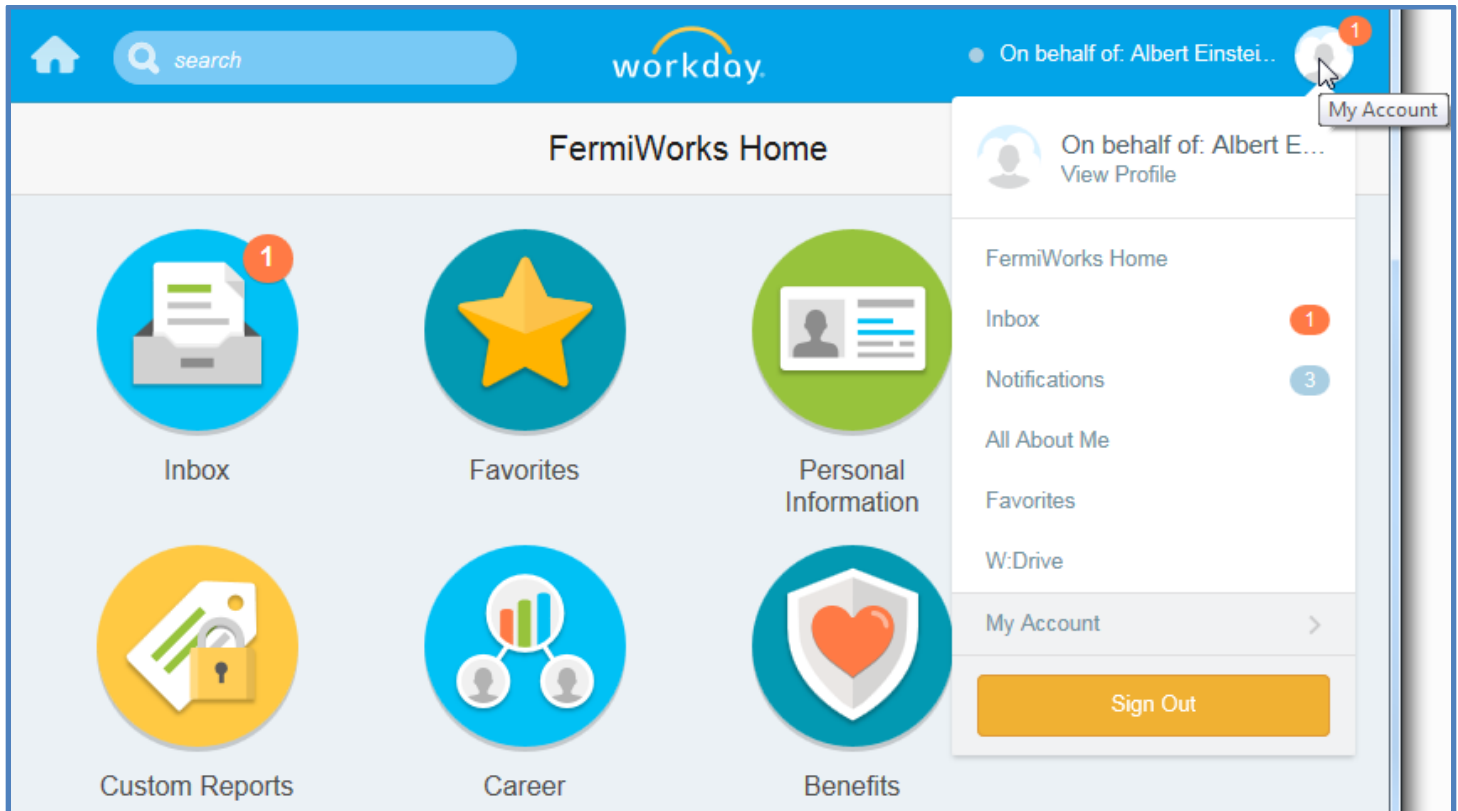 search
workday.
On behalf of: Albert Einstei..
1
My Account
FermiWorks Home
On behalf of: Albert E...
View Profile
FermiWorks Home
Inbox
1
Notifications
3
All About Me
Favorites
W:Drive
My Account
Sign Out
1
Inbox
Favorites
Personal
Information
Custom Reports
Career
Benefits